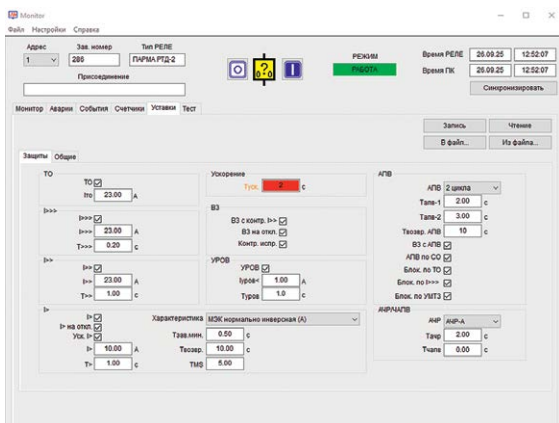 Monitor
Файл Настройки Справка
Адрес Зав. номер Тип РЕЛЕ
1 286 ПАРМА РТД-2
Присоединение
РЕЖИМ
РАБОТА
Время РЕЛЕ 26.09.25 12:52:07
Время ПК 26.09.25 12:52:07
Синхронизировать
Монитор Аварии События Счетчики Уставки Тест
Запись Чтение
В файл... Из файла...
Защиты Общие
ТО
ТО
Iто 23.00 А
I>>>
I>>>
I>>> 23.00 А
T>>> 0.20 с
I>>
I>>
I>> 23.00 А
T>> 1.00 с
I>
I>
I> на откл.
Уск. I>
I> 10.00 А
T> 1.00 с
Ускорение
Туск. 2 с
ВЗ
ВЗ с контр. I>>
ВЗ на откл.
Контр. испр.
УРОВ
УРОВ
Iуров< 1.00 А
Туров 1.0 с
Характеристика МЭК нормально инверсная (A)
Тзав.мин. 0.50 с
Твозвр. 10.00 с
TMS 5.00
АПВ
АПВ 2 цикла
Тапв-1 2.00 с
Тапв-2 3.00 с
Твозвр. АПВ 10 с
ВЗ с АПВ
АПВ по СО
Блок. по ТО
Блок. по I>>>
Блок. по УМТЗ
АЧР/ЧАПВ
АЧР АЧР-А
Тачр 2.00 с
Тчапв 0.00 с